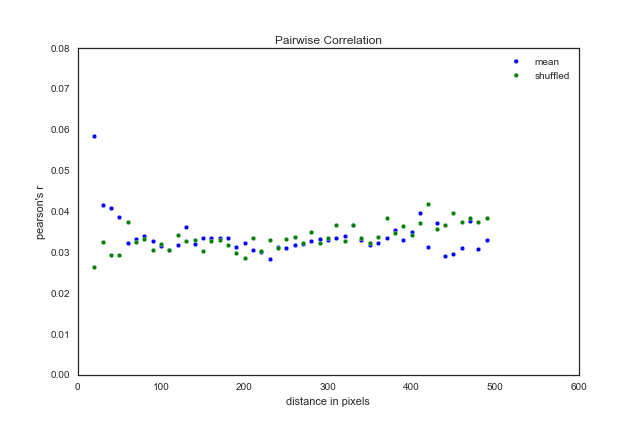 Pairwise Correlation
0.08
0.07
0.06
0.05
0.04
0.03
0.02
0.01
0.00
pearson's r
mean
shuffled
0 100 200 300 400 500 600
distance in pixels